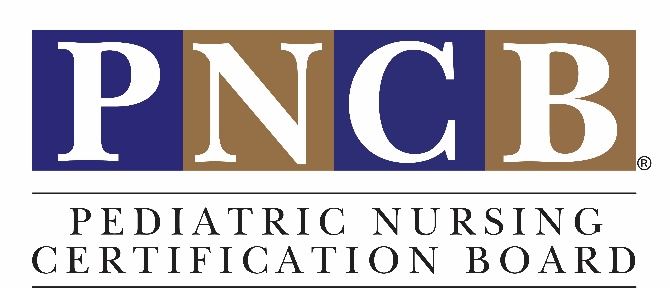 PNCB®
PEDIATRIC NURSING
CERTIFICATION BOARD